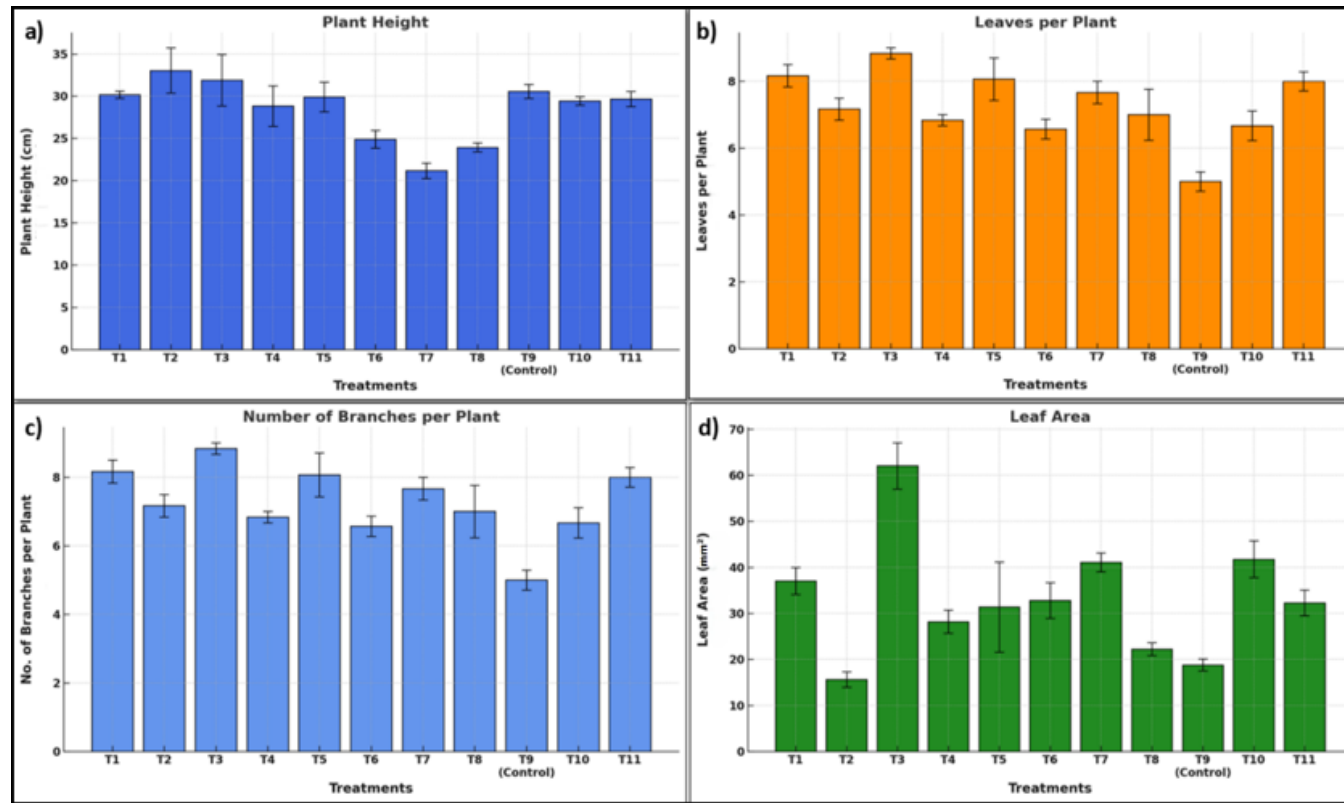 a)
Plant Height
35
30
25
20
15
10
5
0
Plant Height (cm)
T1 T2 T3 T4 T5 T6 T7 T8 T9 T10 T11
(Control)
Treatments
b)
Leaves per Plant
8
6
4
2
0
Leaves per Plant
T1 T2 T3 T4 T5 T6 T7 T8 T9 T10 T11
(Control)
Treatments
c)
Number of Branches per Plant
8
6
4
2
0
No. of Branches per Plant
T1 T2 T3 T4 T5 T6 T7 T8 T9 T10 T11
(Control)
Treatments
d)
Leaf Area
70
60
50
40
30
20
10
0
Leaf Area (mm²)
T1 T2 T3 T4 T5 T6 T7 T8 T9 T10 T11
(Control)
Treatments